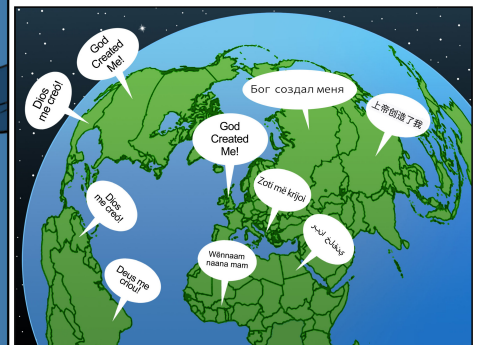 God
Created
Me!
Dios
me creó!
Бог создал меня
上帝创造了我
God
Created
Me!
Zoti më krijoi
Dios
me creó!
Wẽnnaam
naana mam
Deus me
criou!